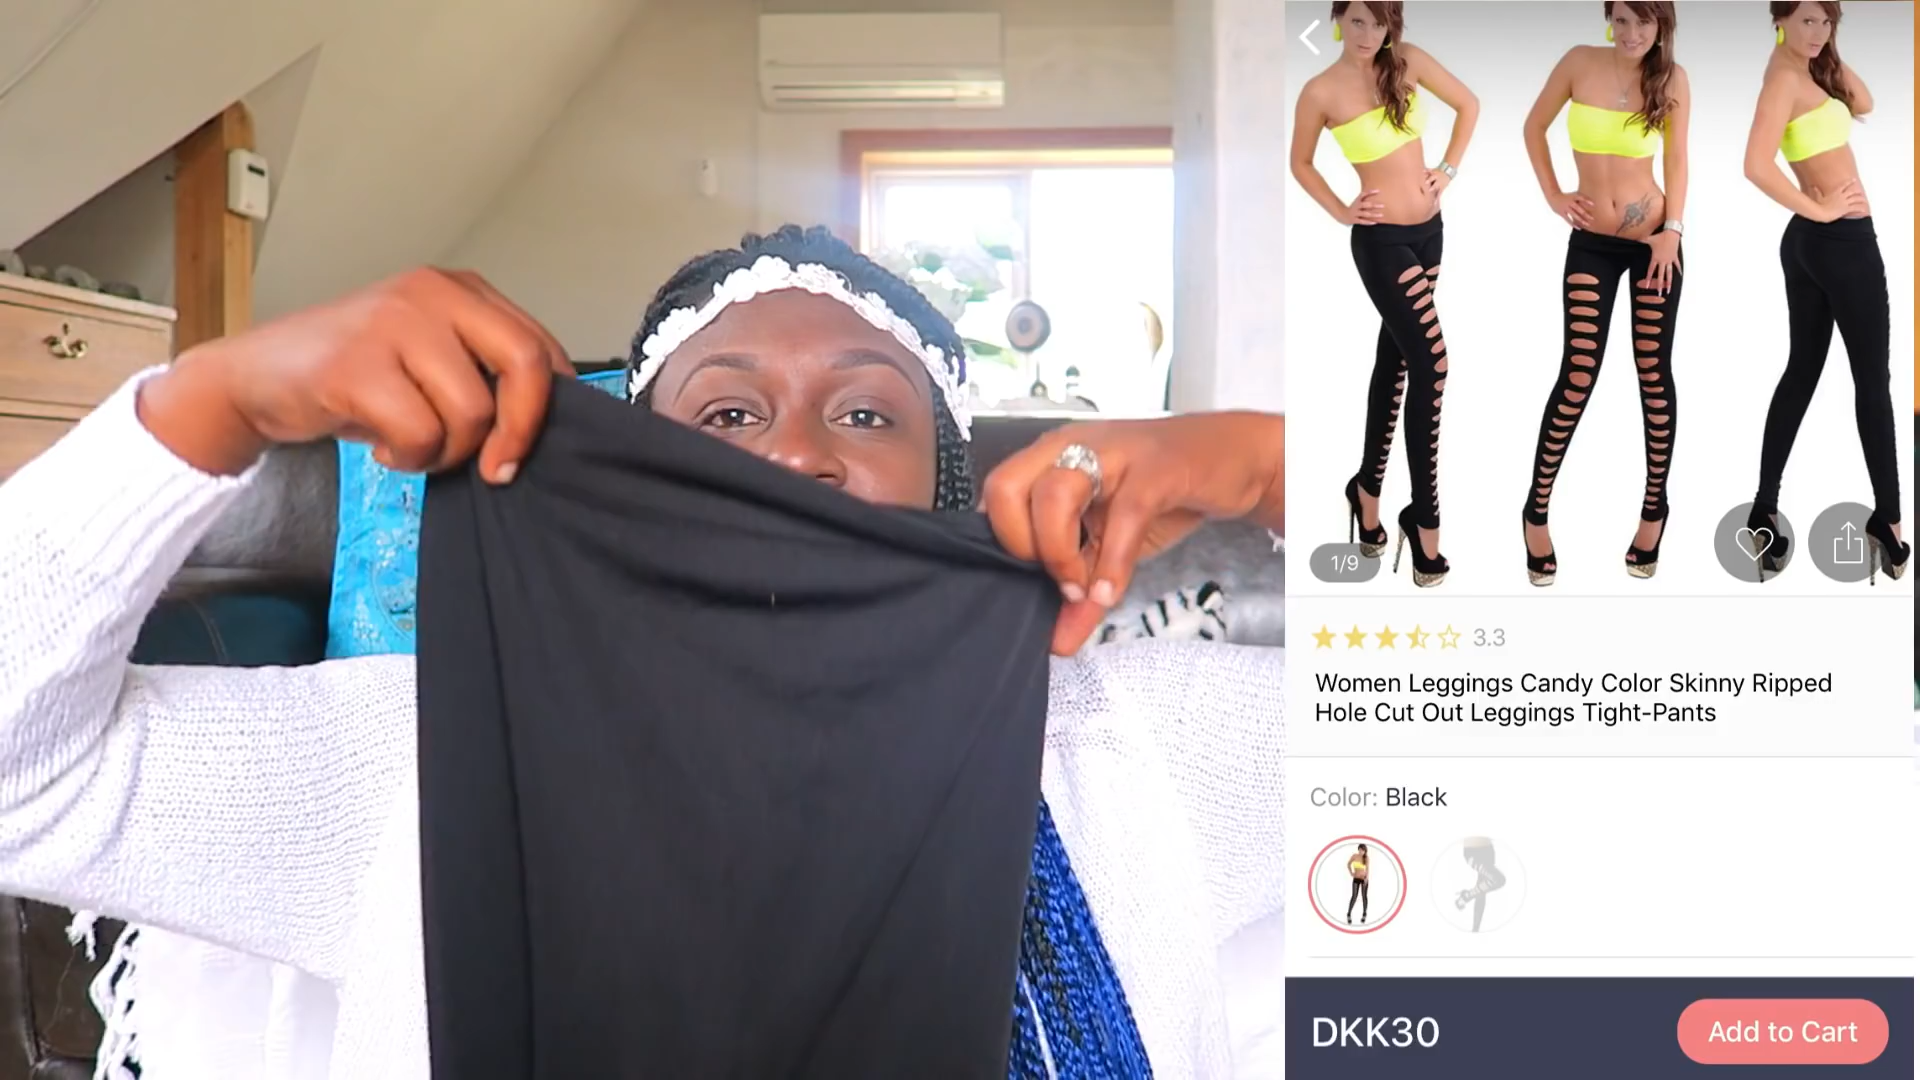 1/9
3.3
Women Leggings Candy Color Skinny Ripped
Hole Cut Out Leggings Tight-Pants
Color: Black
DKK30
Add to Cart